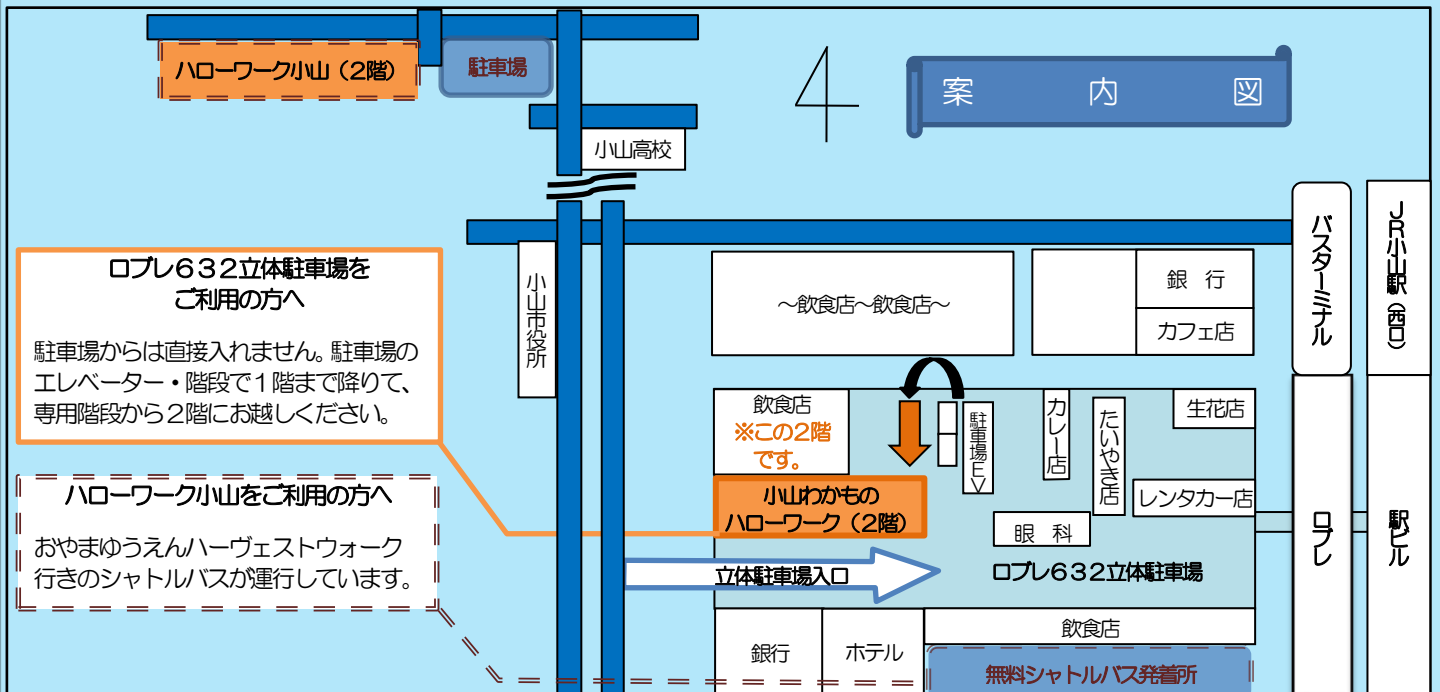 ハローワーク小山（2階）
駐車場
案内図
小山高校
バスターミナル
ＪＲ小山駅（西口）
ロブレ６３２立体駐車場を
ご利用の方へ
駐車場からは直接入れません。駐車場の
エレベーター・階段で１階まで降りて、
専用階段から２階にお越しください。
小山市役所
～飲食店～飲食店～
銀　行
カフェ店
飲食店
※この2階
です。
駐車場EV
カレー店
たいやき店
生花店
レンタカー店
小山わかもの
ハローワーク（2階）
眼　科
ロブレ
駅ビル
ハローワーク小山をご利用の方へ
おやまゆうえんハーヴェストウォーク
行きのシャトルバスが運行しています。
立体駐車場入口
ロブレ６３２立体駐車場
飲食店
銀行
ホテル
無料シャトルバス発着所